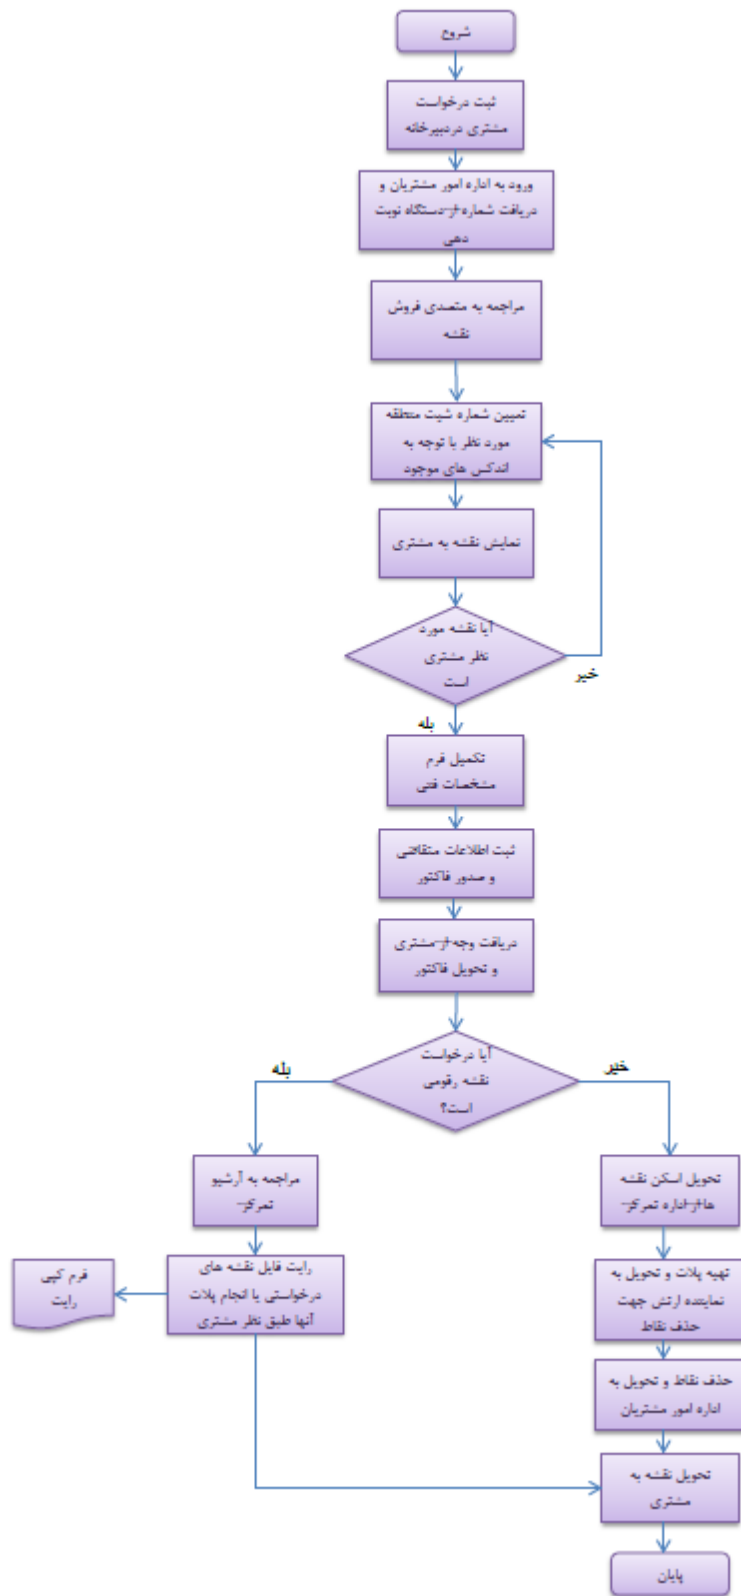 شروع
ثبت درخواست
مشتری در دبیرخانه
ورود به اداره امور مشتریان و
دریافت شماره از دستگاه نوبت
دهی
مراجعه به متصدی فروش
نقشه
تعیین شماره شیت منطقه
مورد نظر با توجه به
اندکس های موجود
نمایش نقشه به مشتری
آیا نقشه مورد
نظر مشتری
است
خیر
بله
تکمیل فرم
مشخصات فنی
ثبت اطلاعات متقاضی
و صدور فاکتور
دریافت وجه از مشتری
و تحویل فاکتور
آیا درخواست
نقشه رقومی
است؟
خیر
بله
تحویل اسکن نقشه
ها از اداره تمرکز
مراجعه به آرشیو
تمرکز
تهیه پلات و تحویل به
نماینده ارتش جهت
حذف نقاط
رایت فایل نقشه های
درخواستی یا انجام پلات
آنها طبق نظر مشتری
فرم کپی
رایت
حذف نقاط و تحویل به
اداره امور مشتریان
تحویل نقشه به
مشتری
پایان